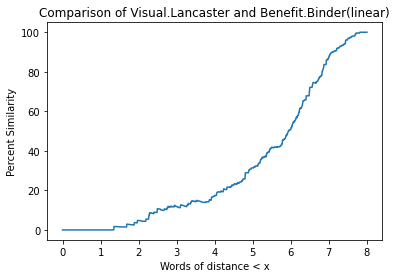 Comparison of Visual.Lancaster and Benefit.Binder(linear)
100
80
60
40
20
0
Percent Similarity
0 1 2 3 4 5 6 7 8
Words of distance < x